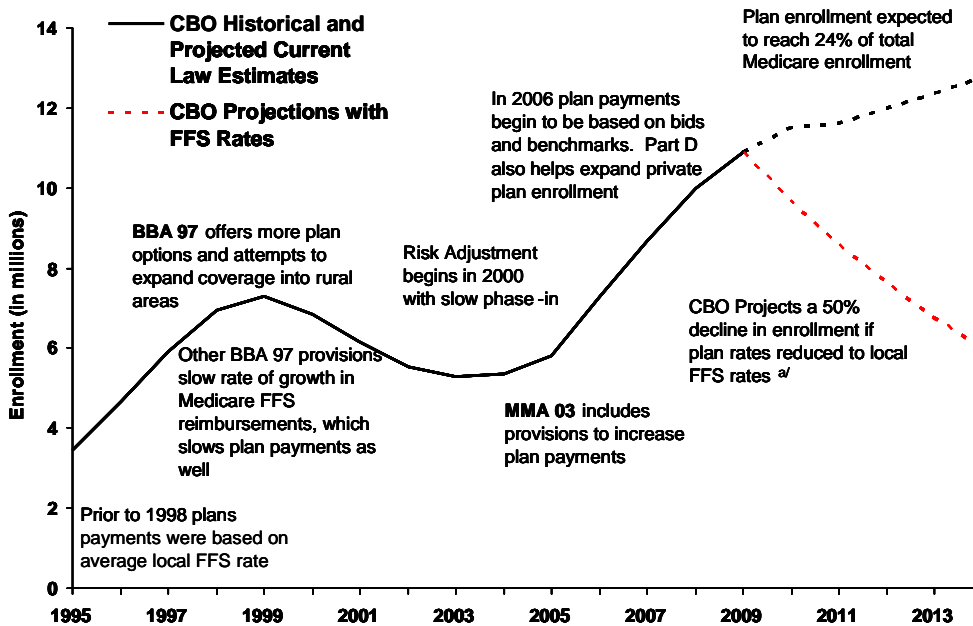 CBO Historical and
Projected Current
Law Estimates
CBO Projections with
FFS Rates
Plan enrollment expected
to reach 24% of total
Medicare enrollment
In 2006 plan payments
begin to be based on bids
and benchmarks. Part D
also helps expand private
plan enrollment
BBA 97 offers more plan
options and attempts to
expand coverage into rural
areas
Risk Adjustment
begins in 2000
with slow phase -in
Other BBA 97 provisions
slow rate of growth in
Medicare FFS
reimbursements, which
slows plan payments as
well
CBO Projects a 50%
decline in enrollment if
plan rates reduced to local
FFS rates a/
MMA 03 includes
provisions to increase
plan payments
Prior to 1998 plans
payments were based on
average local FFS rate
Enrollment (in millions)
14
12
10
8
6
4
2
0
1995 1997 1999 2001 2003 2005 2007 2009 2011 2013